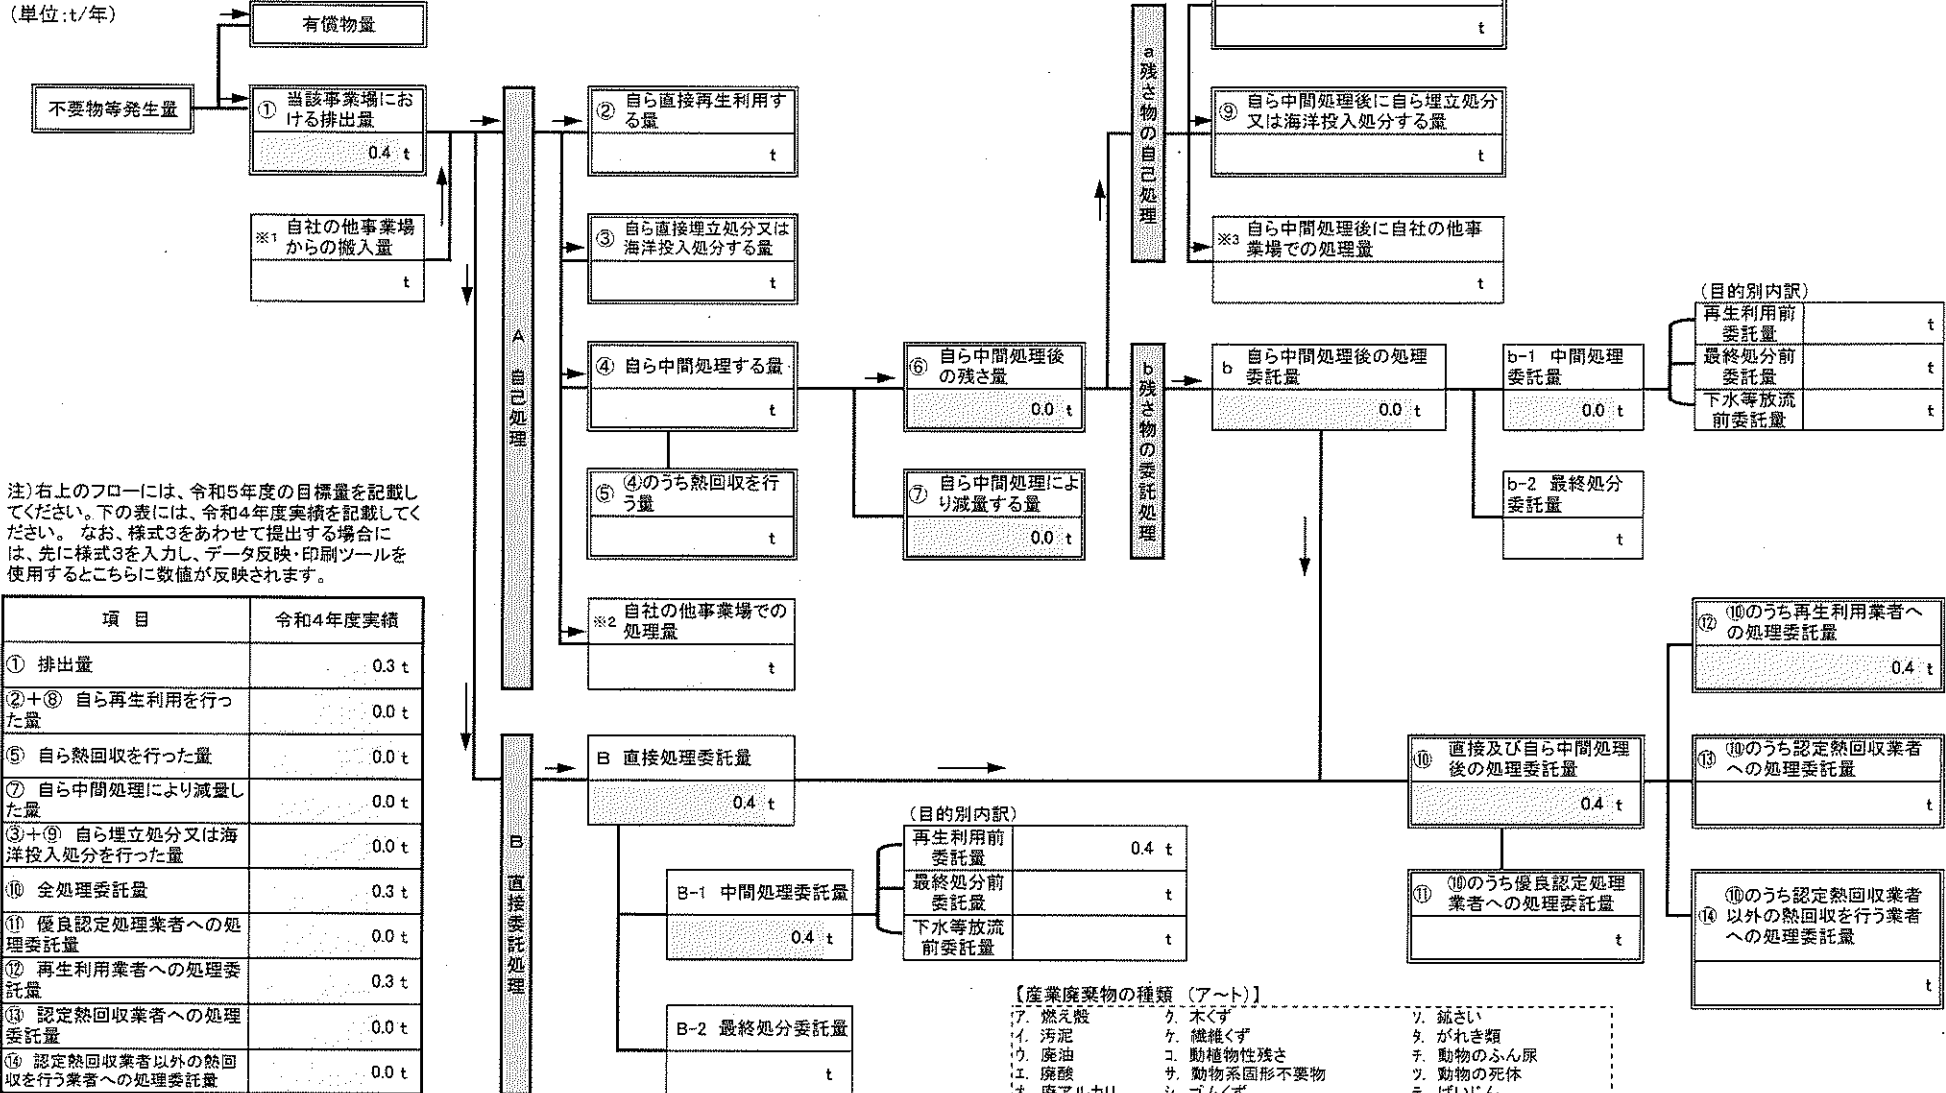 (単位:t/年)
有償物量
不要物等発生量
① 当該事業場にお
ける排出量
0.4 t
※1 自社の他事業場
からの搬入量
t
A 自己処理
② 自ら直接再生利用す
る量
t
③ 自ら直接埋立処分又は
海洋投入処分する量
t
④ 自ら中間処理する量
t
⑤ ④のうち熱回収を行
う量
t
※2 自社の他事業場での
処理量
t
⑥ 自ら中間処理後
の残さ量
0.0 t
⑦ 自ら中間処理によ
り減量する量
0.0 t
a 残さ物の自己処理
t
⑨ 自ら中間処理後に自ら埋立処分
又は海洋投入処分する量
t
※3 自ら中間処理後に自社の他事
業場での処理量
t
b 残さ物の委託処理
b 自ら中間処理後の処理
委託量
0.0 t
b-1 中間処理
委託量
0.0 t
(目的別内訳)
再生利用前
委託量
t
最終処分前
委託量
t
下水等放流
前委託量
t
b-2 最終処分
委託量
t
注)右上のフローには、令和5年度の目標量を記載し
てください。下の表には、令和4年度実績を記載してく
ださい。 なお、様式3をあわせて提出する場合に
は、先に様式3を入力し、データ反映・印刷ツールを
使用するとこちらに数値が反映されます。
項 目 令和4年度実績
① 排出量 0.3 t
②+⑧ 自ら再生利用を行っ
た量 0.0 t
⑤ 自ら熱回収を行った量 0.0 t
⑦ 自ら中間処理により減量し
た量 0.0 t
③+⑨ 自ら埋立処分又は海
洋投入処分を行った量 0.0 t
⑩ 全処理委託量 0.3 t
⑪ 優良認定処理業者への処
理委託量 0.0 t
⑫ 再生利用業者への処理委
託量 0.3 t
⑬ 認定熱回収業者への処理
委託量 0.0 t
⑭ 認定熱回収業者以外の熱回
収を行う業者への処理委託量 0.0 t
B 直接委託処理
B 直接処理委託量
0.4 t
B-1 中間処理委託量
0.4 t
(目的別内訳)
再生利用前
委託量
0.4 t
最終処分前
委託量
t
下水等放流
前委託量
t
B-2 最終処分委託量
t
⑩ 直接及び自ら中間処理
後の処理委託量
0.4 t
⑪ ⑩のうち優良認定処理
業者への処理委託量
t
⑫ ⑩のうち再生利用業者へ
の処理委託量
0.4 t
⑬ ⑩のうち認定熱回収業者
への処理委託量
t
⑭ ⑩のうち認定熱回収業者
以外の熱回収を行う業者
への処理委託量
t
【産業廃棄物の種類 (ア～ト)】
ア. 燃え殻 ク. 木くず ソ. 鉱さい
イ. 汚泥 ケ. 繊維くず タ. がれき類
ウ. 廃油 コ. 動植物性残さ チ. 動物のふん尿
エ. 廃酸 サ. 動物系固形不要物 ツ. 動物の死体
オ. 廃アルカリ シ. ゴムくず テ. ばいじん